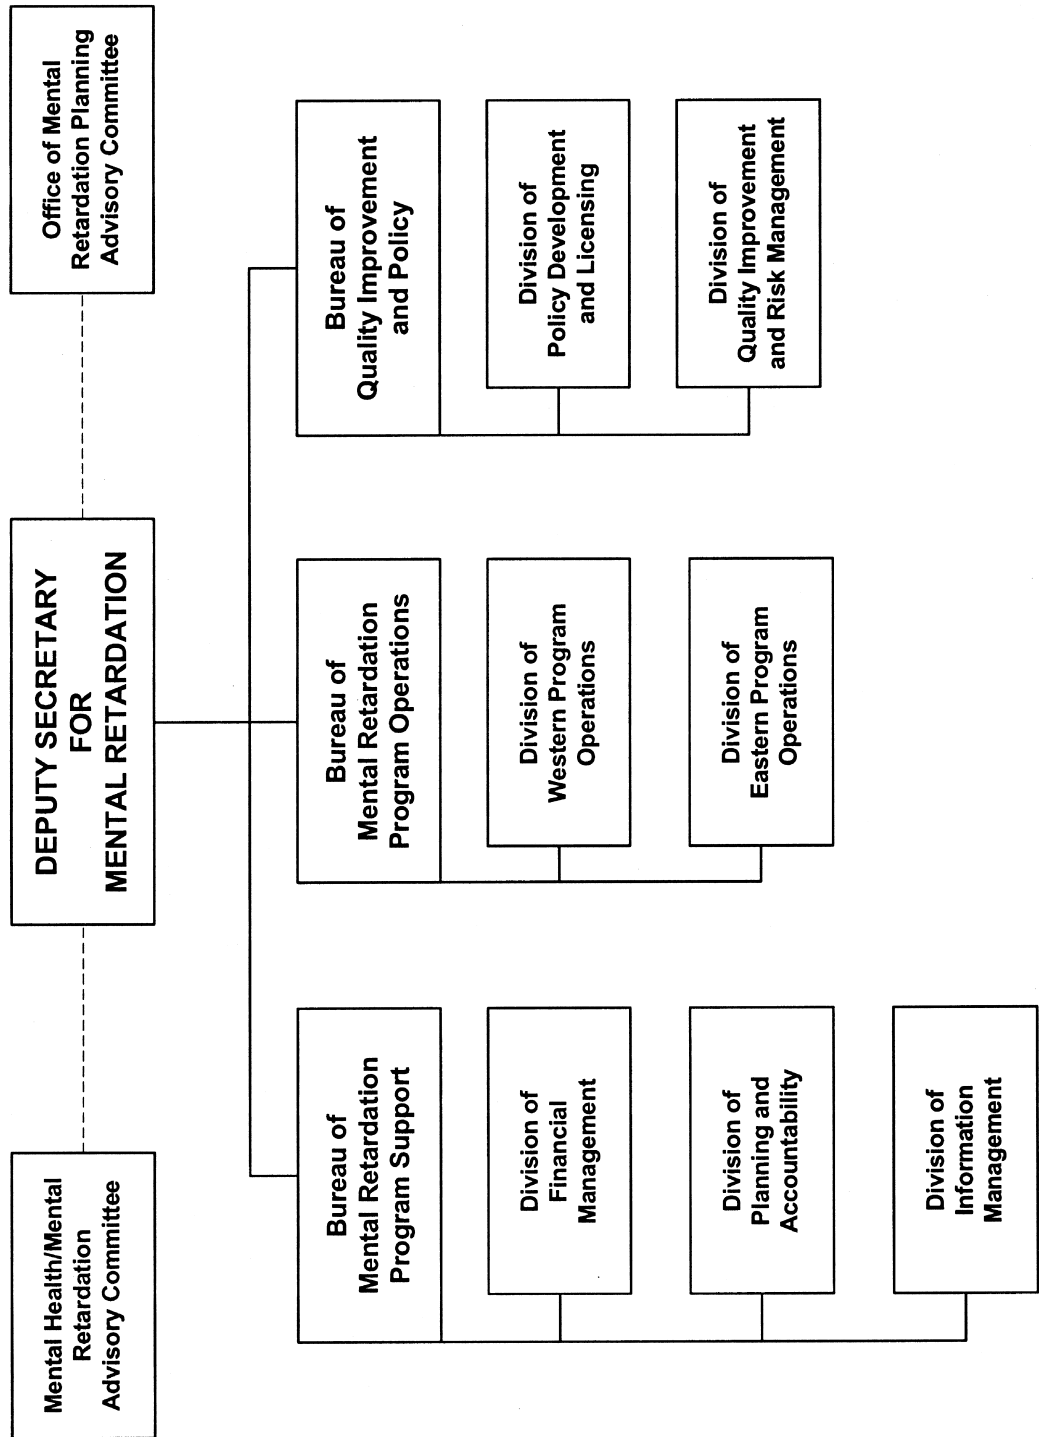 Mental Health/Mental
Retardation
Advisory Committee
DEPUTY SECRETARY
FOR
MENTAL RETARDATION
Office of Mental
Retardation Planning
Advisory Committee
Bureau of
Mental Retardation
Program Support
Division of
Financial
Management
Division of
Planning and
Accountability
Division of
Information
Management
Bureau of
Mental Retardation
Program Operations
Division of
Western Program
Operations
Division of
Eastern Program
Operations
Bureau of
Quality Improvement
and Policy
Division of
Policy Development
and Licensing
Division of
Quality Improvement
and Risk Management